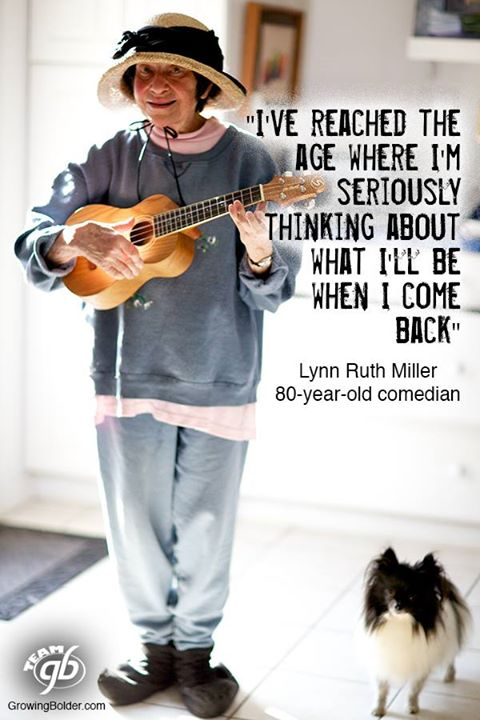 "I'VE REACHED THE
AGE WHERE I'M
SERIOUSLY
THINKING ABOUT
WHAT I'LL BE
WHEN I COME
BACK"
Lynn Ruth Miller
80-year-old comedian
TEAM
gb
GrowingBolder.com